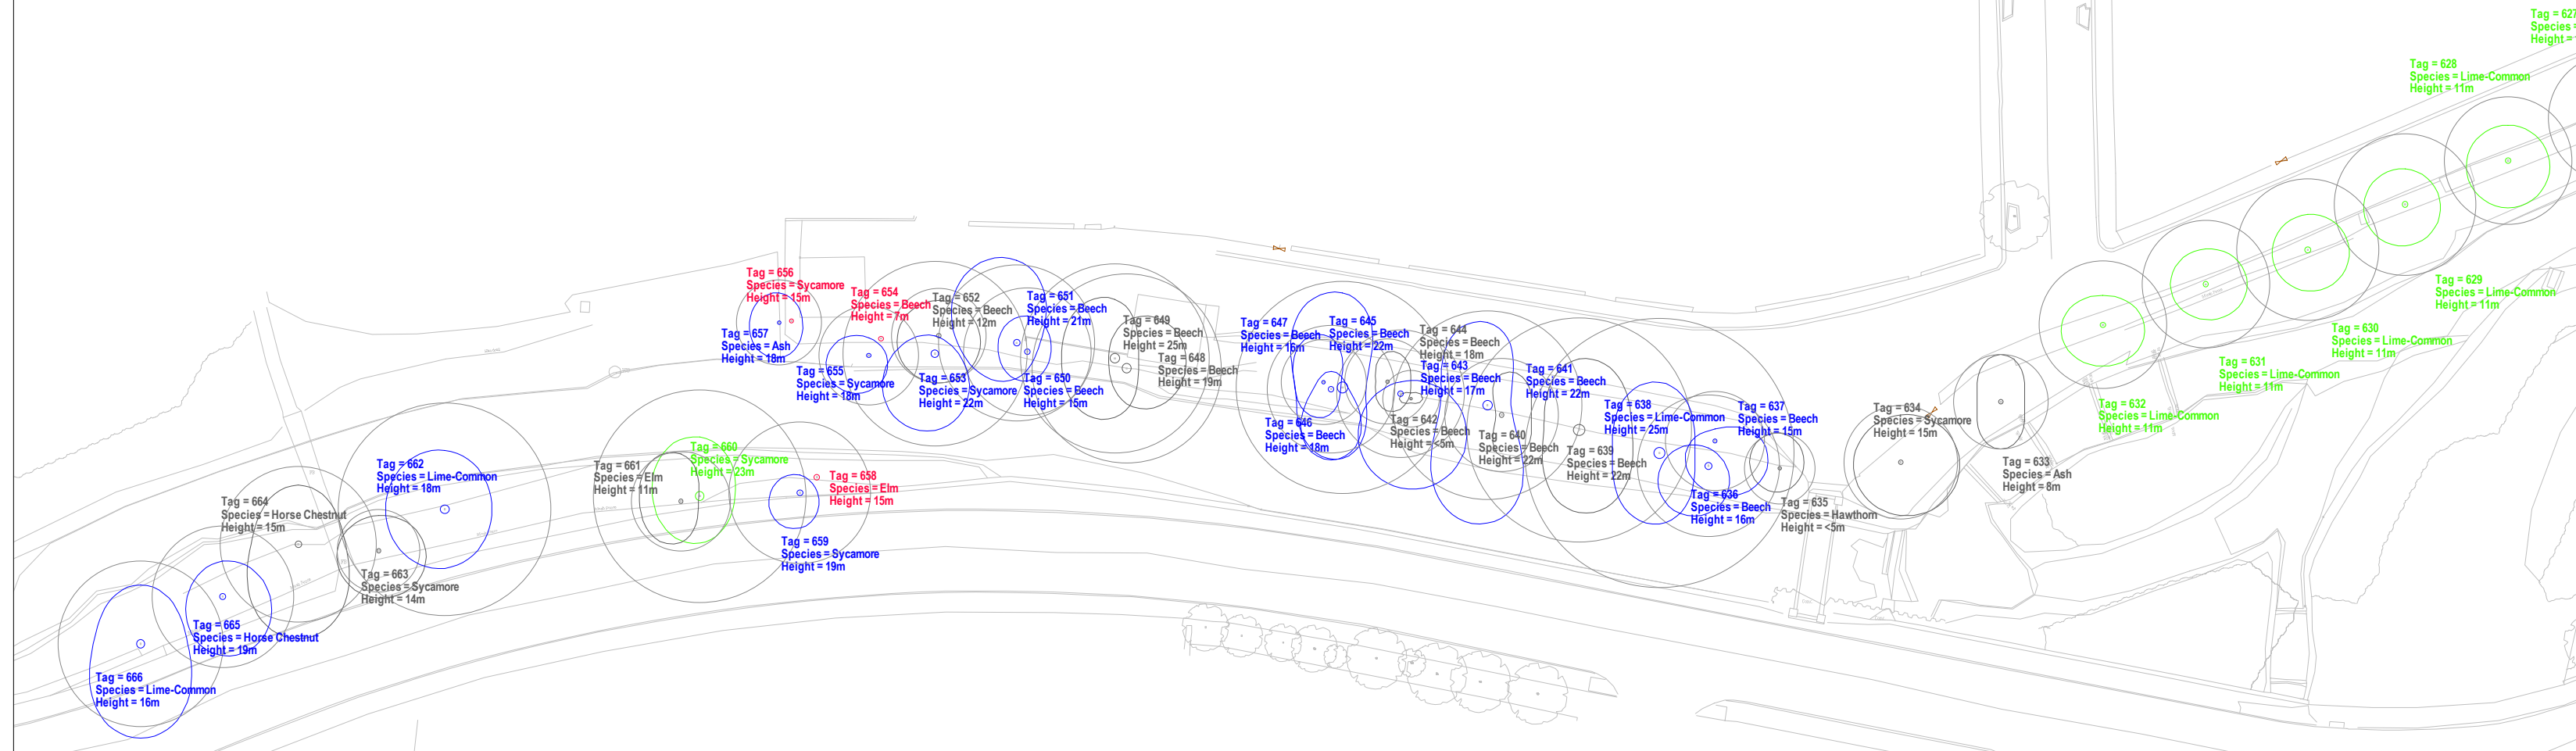 Tag = 627
Species =
Height =
Tag = 628
Species = Lime-Common
Height = 11m
Tag = 656
Species = Sycamore
Height = 15m
Tag = 654
Species = Beech
Height = 7m
Tag = 652
Species = Beech
Height = 12m
Tag = 651
Species = Beech
Height = 21m
Tag = 657
Species = Ash
Height = 18m
Tag = 649
Species = Beech
Height = 25m
Tag = 648
Species = Beech
Height = 19m
Tag = 655
Species = Sycamore
Height = 18m
Tag = 653
Species = Sycamore
Height = 22m
Tag = 650
Species = Beech
Height = 15m
Tag = 647
Species = Beech
Height = 16m
Tag = 645
Species = Beech
Height = 22m
Tag = 644
Species = Beech
Height = 18m
Tag = 643
Species = Beech
Height = 17m
Tag = 641
Species = Beech
Height = 22m
Tag = 646
Species = Beech
Height = 18m
Tag = 642
Species = Beech
Height = <5m
Tag = 640
Species = Beech
Height = 22m
Tag = 639
Species = Beech
Height = 22m
Tag = 638
Species = Lime-Common
Height = 25m
Tag = 637
Species = Beech
Height = 15m
Tag = 636
Species = Beech
Height = 16m
Tag = 635
Species = Hawthorn
Height = <5m
Tag = 634
Species = Sycamore
Height = 15m
Tag = 633
Species = Ash
Height = 8m
Tag = 629
Species = Lime-Common
Height = 11m
Tag = 630
Species = Lime-Common
Height = 11m
Tag = 631
Species = Lime-Common
Height = 11m
Tag = 632
Species = Lime-Common
Height = 11m
Tag = 660
Species = Sycamore
Height = 23m
Tag = 661
Species = Elm
Height = 11m
Tag = 658
Species = Elm
Height = 15m
Tag = 659
Species = Sycamore
Height = 19m
Tag = 662
Species = Lime-Common
Height = 18m
Tag = 664
Species = Horse Chestnut
Height = 15m
Tag = 663
Species = Sycamore
Height = 14m
Tag = 665
Species = Horse Chestnut
Height = 19m
Tag = 666
Species = Lime-Common
Height = 16m